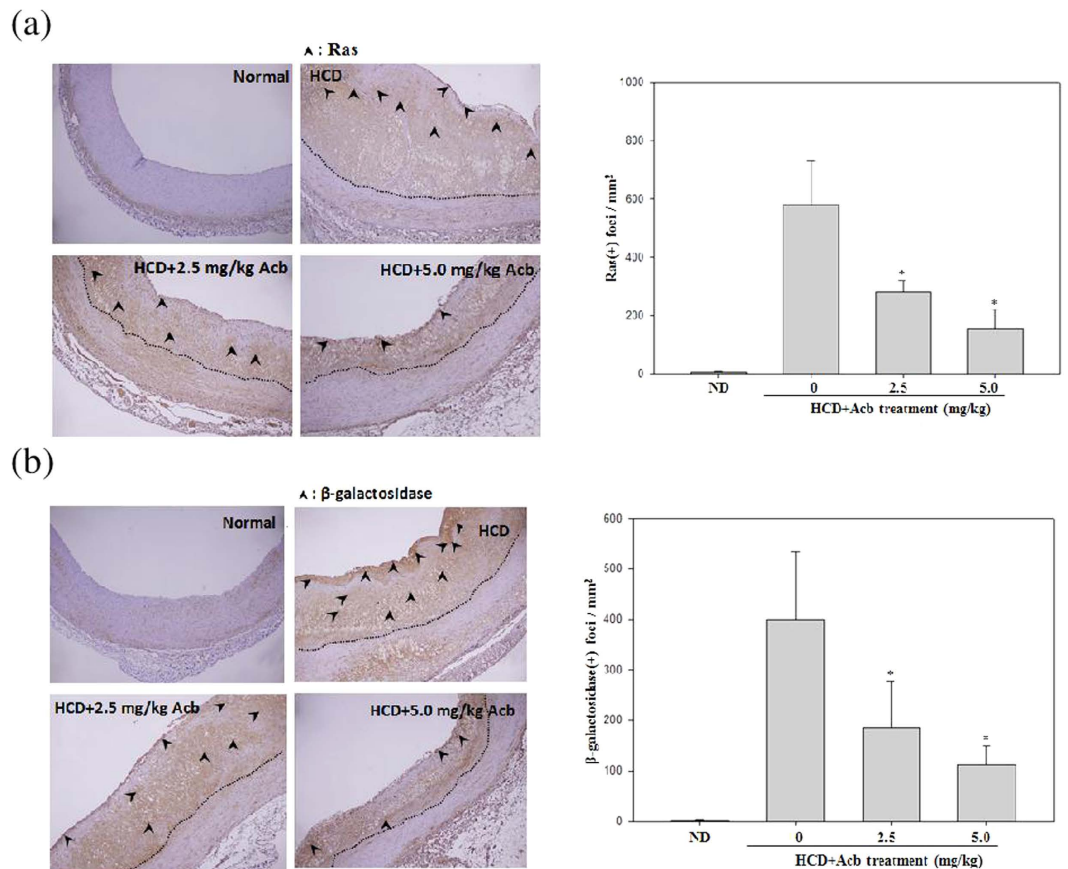 (a)
∧ : Ras
Normal
HCD
HCD+2.5 mg/kg Acb
HCD+5.0 mg/kg Acb
Ras(+) foci / mm²
1000
800
600
400
200
0
*
*
ND
0
2.5
5.0
HCD+Acb treatment (mg/kg)
(b)
∧ : β-galactosidase
Normal
HCD
HCD+2.5 mg/kg Acb
HCD+5.0 mg/kg Acb
β-galactosidase(+) foci / mm²
600
500
400
300
200
100
0
*
*
ND
0
2.5
5.0
HCD+Acb treatment (mg/kg)